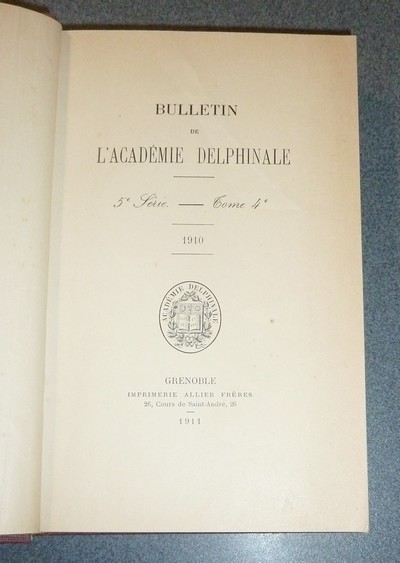 BULLETIN
DE
L'ACADÉMIE DELPHINALE
5e Série. — Tome 4e
1910
ACADÉMIE DELPHINALE
GRENOBLE
IMPRIMERIE ALLIER FRÈRES
26, Cours de Saint-André, 26
1911